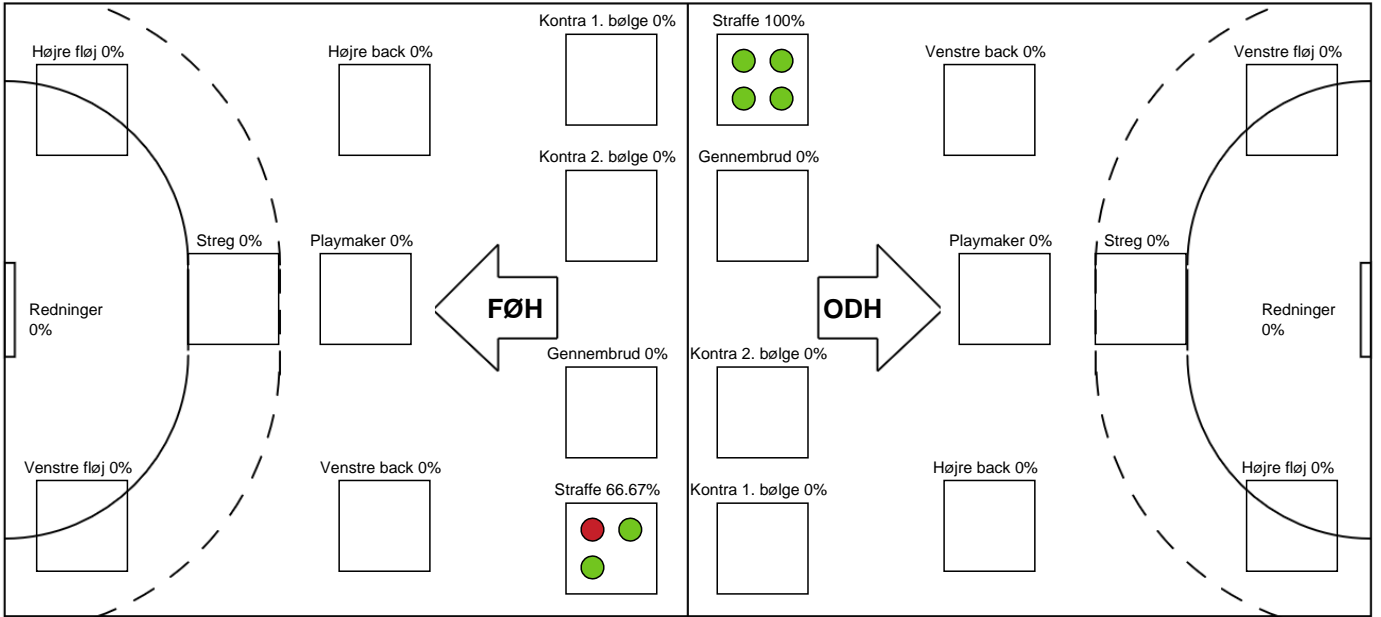 Kontra 1. bølge 0%
Straffe 100%
Højre fløj 0%
Højre back 0%
Venstre back 0%
Venstre fløj 0%
Kontra 2. bølge 0%
Gennembrud 0%
Streg 0%
Playmaker 0%
Playmaker 0%
Streg 0%
Redninger
0%
FØH
ODH
Redninger
0%
Gennembrud 0%
Kontra 2. bølge 0%
Venstre fløj 0%
Venstre back 0%
Højre back 0%
Højre fløj 0%
Straffe 66.67%
Kontra 1. bølge 0%